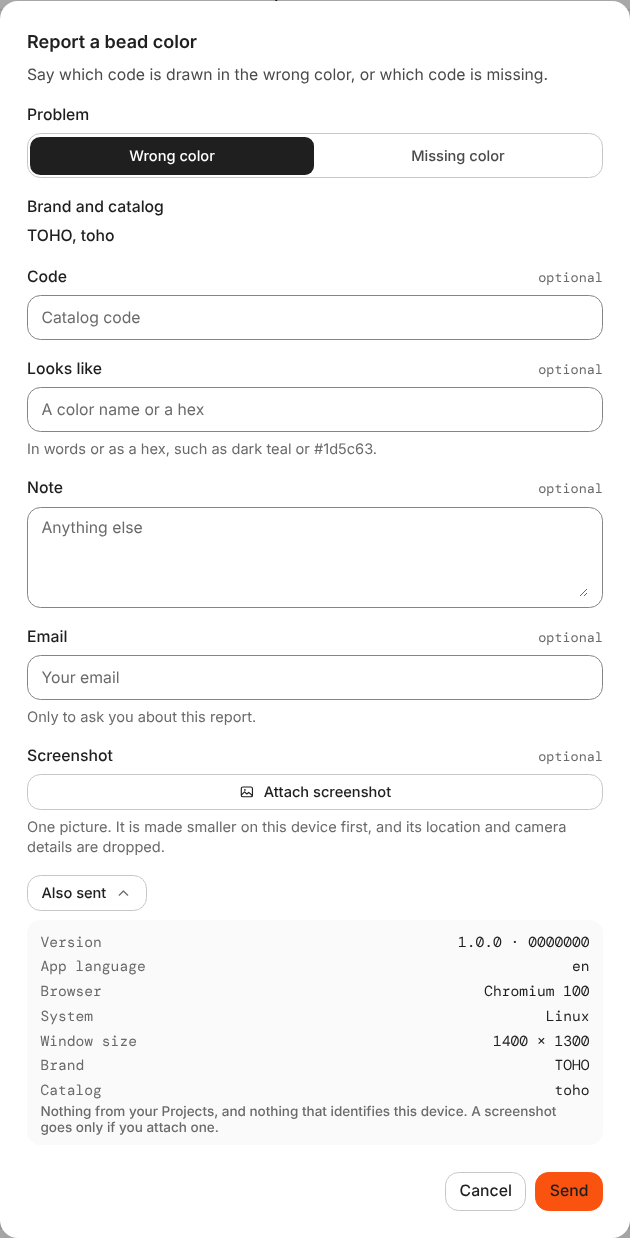 Report a bead color
Say which code is drawn in the wrong color, or which code is missing.
Problem
Wrong color
Missing color
Brand and catalog
TOHO, toho
Code optional
Catalog code
Looks like optional
A color name or a hex
In words or as a hex, such as dark teal or #1d5c63.
Note optional
Anything else
Email optional
Your email
Only to ask you about this report.
Screenshot optional
Attach screenshot
One picture. It is made smaller on this device first, and its location and camera
details are dropped.
Also sent
Version 1.0.0 · 0000000
App language en
Browser Chromium 100
System Linux
Window size 1400 × 1300
Brand TOHO
Catalog toho
Nothing from your Projects, and nothing that identifies this device. A screenshot
goes only if you attach one.
Cancel Send